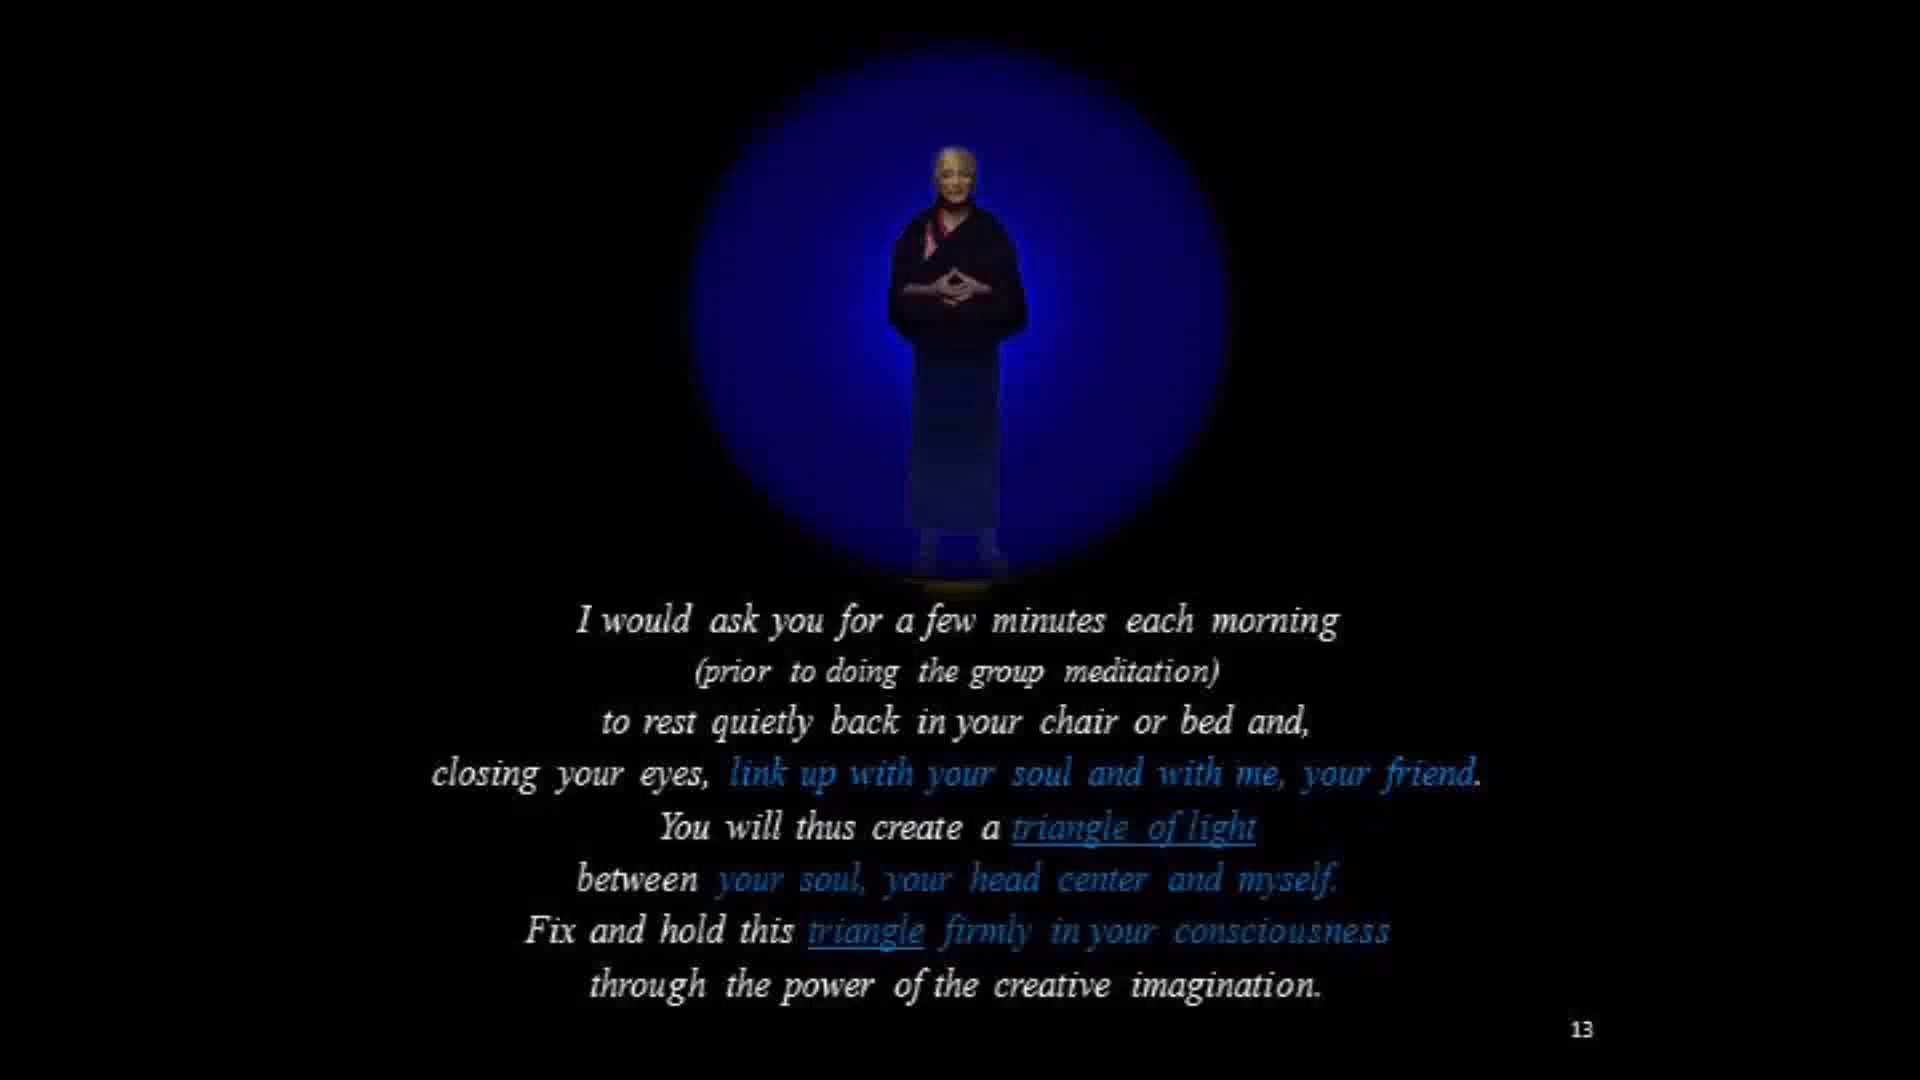 I would ask you for a few minutes each morning
(prior to doing the group meditation)
to rest quietly back in your chair or bed and,
closing your eyes, link up with your soul and with me, your friend.
You will thus create a triangle of light
between your soul, your head center and myself.
Fix and hold this triangle firmly in your consciousness
through the power of the creative imagination.
13